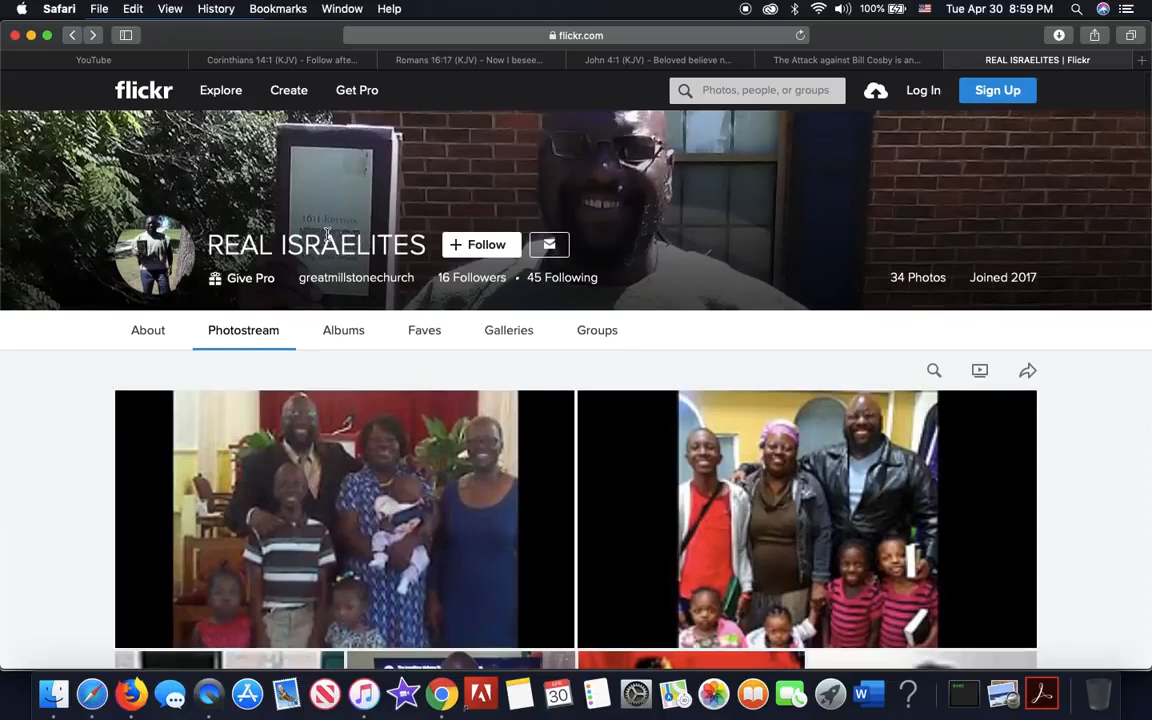 Safari File Edit View History Bookmarks Window Help 100% Tue Apr 30 8:59 PM
flickr.com
YouTube Corinthians 14:1 (KJV) - Follow afte... Romans 16:17 (KJV) - Now I besee... John 4:1 (KJV) - Beloved believe n... The Attack against Bill Cosby is an... REAL ISRAELITES | Flickr
flickr Explore Create Get Pro Photos, people, or groups Log In Sign Up
1611 EDITION
REAL ISRAELITES + Follow
Give Pro greatmillstonechurch 16 Followers • 45 Following 34 Photos Joined 2017
About Photostream Albums Faves Galleries Groups
30
W
?